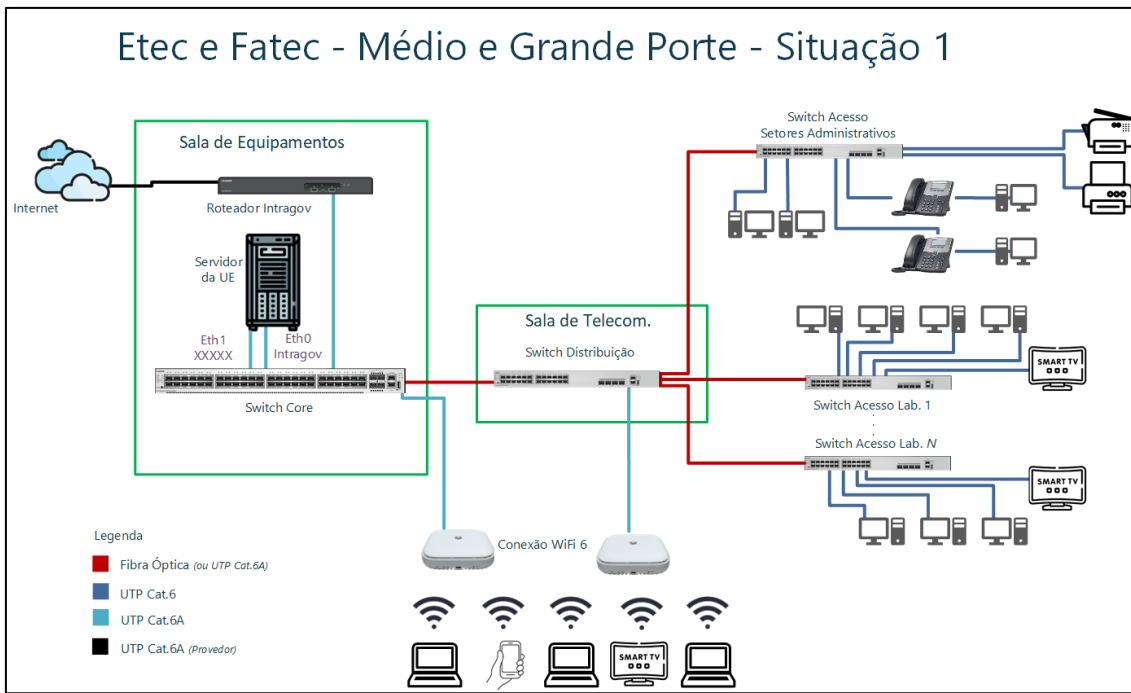 Etec e Fatec - Médio e Grande Porte - Situação 1
Sala de Equipamentos
Internet
Roteador Intragov
Servidor
da UE
Eth1
XXXXX
Eth0
Intragov
Switch Core
Sala de Telecom.
Switch Distribuição
Switch Acesso
Setores Administrativos
SMART TV
Switch Acesso Lab. 1
.
.
.
Switch Acesso Lab. N
SMART TV
Conexão WiFi 6
SMART TV
Legenda
Fibra Óptica (ou UTP Cat.6A)
UTP Cat.6
UTP Cat.6A
UTP Cat.6A (Provedor)